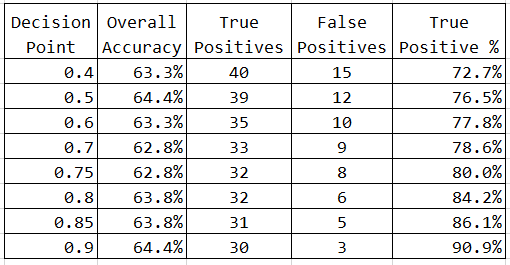 Decision Point Overall Accuracy True Positives False Positives True Positive %
0.4 63.3% 40 15 72.7%
0.5 64.4% 39 12 76.5%
0.6 63.3% 35 10 77.8%
0.7 62.8% 33 9 78.6%
0.75 62.8% 32 8 80.0%
0.8 63.8% 32 6 84.2%
0.85 63.8% 31 5 86.1%
0.9 64.4% 30 3 90.9%